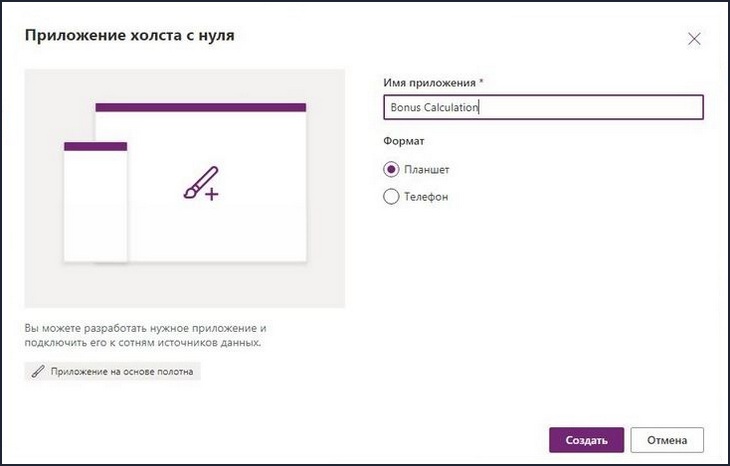 Приложение холста с нуля
Имя приложения *
Bonus Calculation
Формат
Планшет
Телефон
Вы можете разработать нужное приложение и
подключить его к сотням источников данных.
Приложение на основе полотна
Создать
Отмена